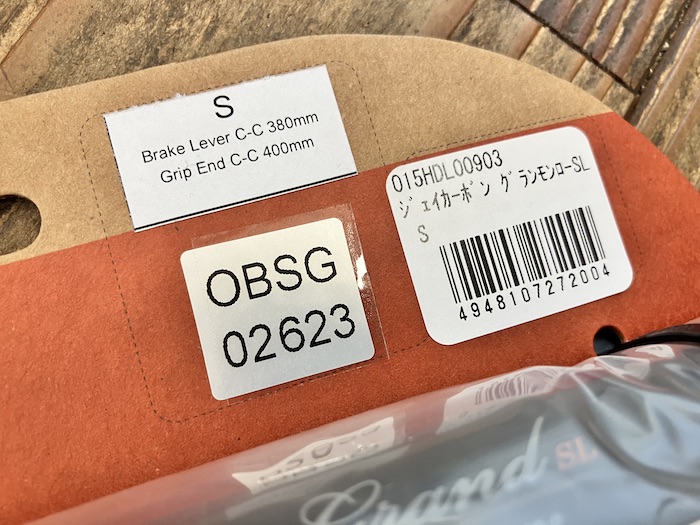 S
Brake Lever C-C 380mm
Grip End C-C 400mm
015HDL00903
ジェイカーボン グランモンローSL
S
4948107272004
OBSG
02623
Grand SL